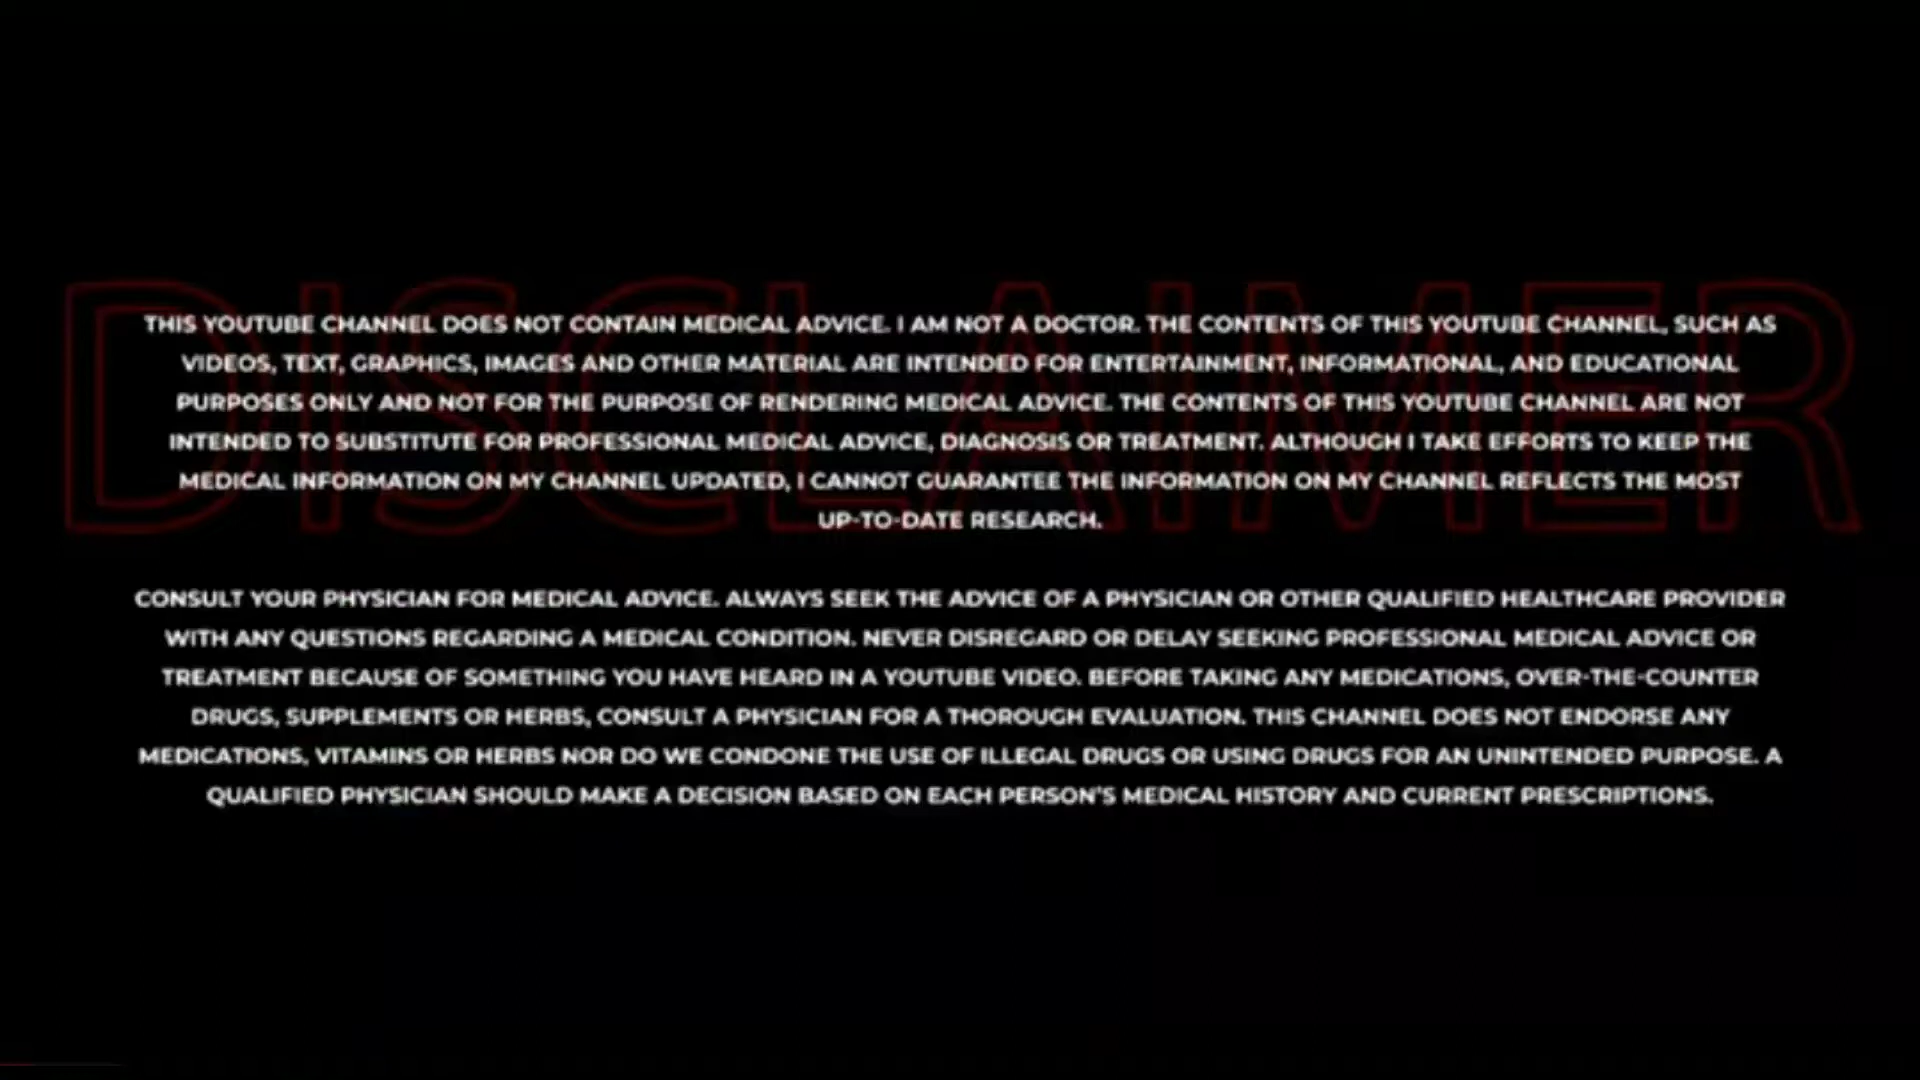 DISCLAIMER
THIS YOUTUBE CHANNEL DOES NOT CONTAIN MEDICAL ADVICE. I AM NOT A DOCTOR. THE CONTENTS OF THIS YOUTUBE CHANNEL, SUCH AS
VIDEOS, TEXT, GRAPHICS, IMAGES AND OTHER MATERIAL ARE INTENDED FOR ENTERTAINMENT, INFORMATIONAL, AND EDUCATIONAL
PURPOSES ONLY AND NOT FOR THE PURPOSE OF RENDERING MEDICAL ADVICE. THE CONTENTS OF THIS YOUTUBE CHANNEL ARE NOT
INTENDED TO SUBSTITUTE FOR PROFESSIONAL MEDICAL ADVICE, DIAGNOSIS OR TREATMENT. ALTHOUGH I TAKE EFFORTS TO KEEP THE
MEDICAL INFORMATION ON MY CHANNEL UPDATED, I CANNOT GUARANTEE THE INFORMATION ON MY CHANNEL REFLECTS THE MOST
UP-TO-DATE RESEARCH.
CONSULT YOUR PHYSICIAN FOR MEDICAL ADVICE. ALWAYS SEEK THE ADVICE OF A PHYSICIAN OR OTHER QUALIFIED HEALTHCARE PROVIDER
WITH ANY QUESTIONS REGARDING A MEDICAL CONDITION. NEVER DISREGARD OR DELAY SEEKING PROFESSIONAL MEDICAL ADVICE OR
TREATMENT BECAUSE OF SOMETHING YOU HAVE HEARD IN A YOUTUBE VIDEO. BEFORE TAKING ANY MEDICATIONS, OVER-THE-COUNTER
DRUGS, SUPPLEMENTS OR HERBS, CONSULT A PHYSICIAN FOR A THOROUGH EVALUATION. THIS CHANNEL DOES NOT ENDORSE ANY
MEDICATIONS, VITAMINS OR HERBS NOR DO WE CONDONE THE USE OF ILLEGAL DRUGS OR USING DRUGS FOR AN UNINTENDED PURPOSE. A
QUALIFIED PHYSICIAN SHOULD MAKE A DECISION BASED ON EACH PERSON'S MEDICAL HISTORY AND CURRENT PRESCRIPTIONS.